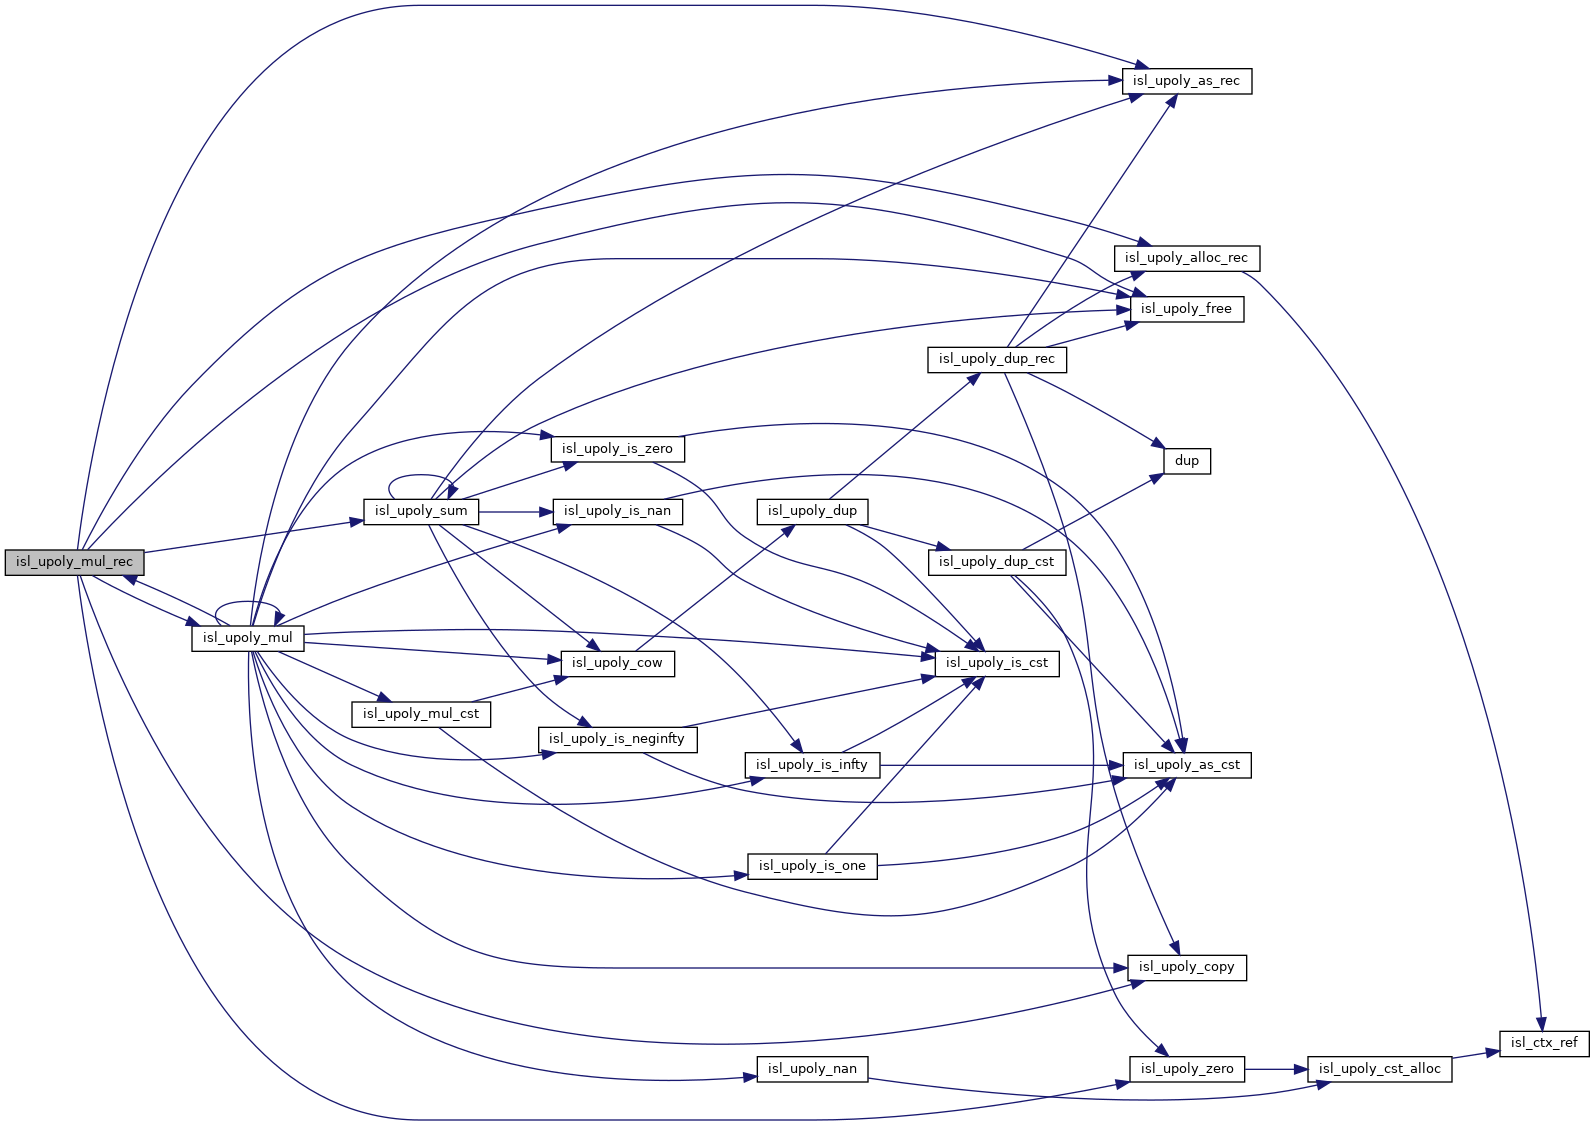 isl_upoly_as_rec
isl_upoly_alloc_rec
isl_upoly_free
isl_upoly_dup_rec
isl_upoly_is_zero
dup
isl_upoly_sum
isl_upoly_is_nan
isl_upoly_dup
isl_upoly_mul_rec
isl_upoly_dup_cst
isl_upoly_mul
isl_upoly_cow
isl_upoly_is_cst
isl_upoly_mul_cst
isl_upoly_is_neginfty
isl_upoly_is_infty
isl_upoly_as_cst
isl_upoly_is_one
isl_upoly_copy
isl_ctx_ref
isl_upoly_nan
isl_upoly_zero
isl_upoly_cst_alloc